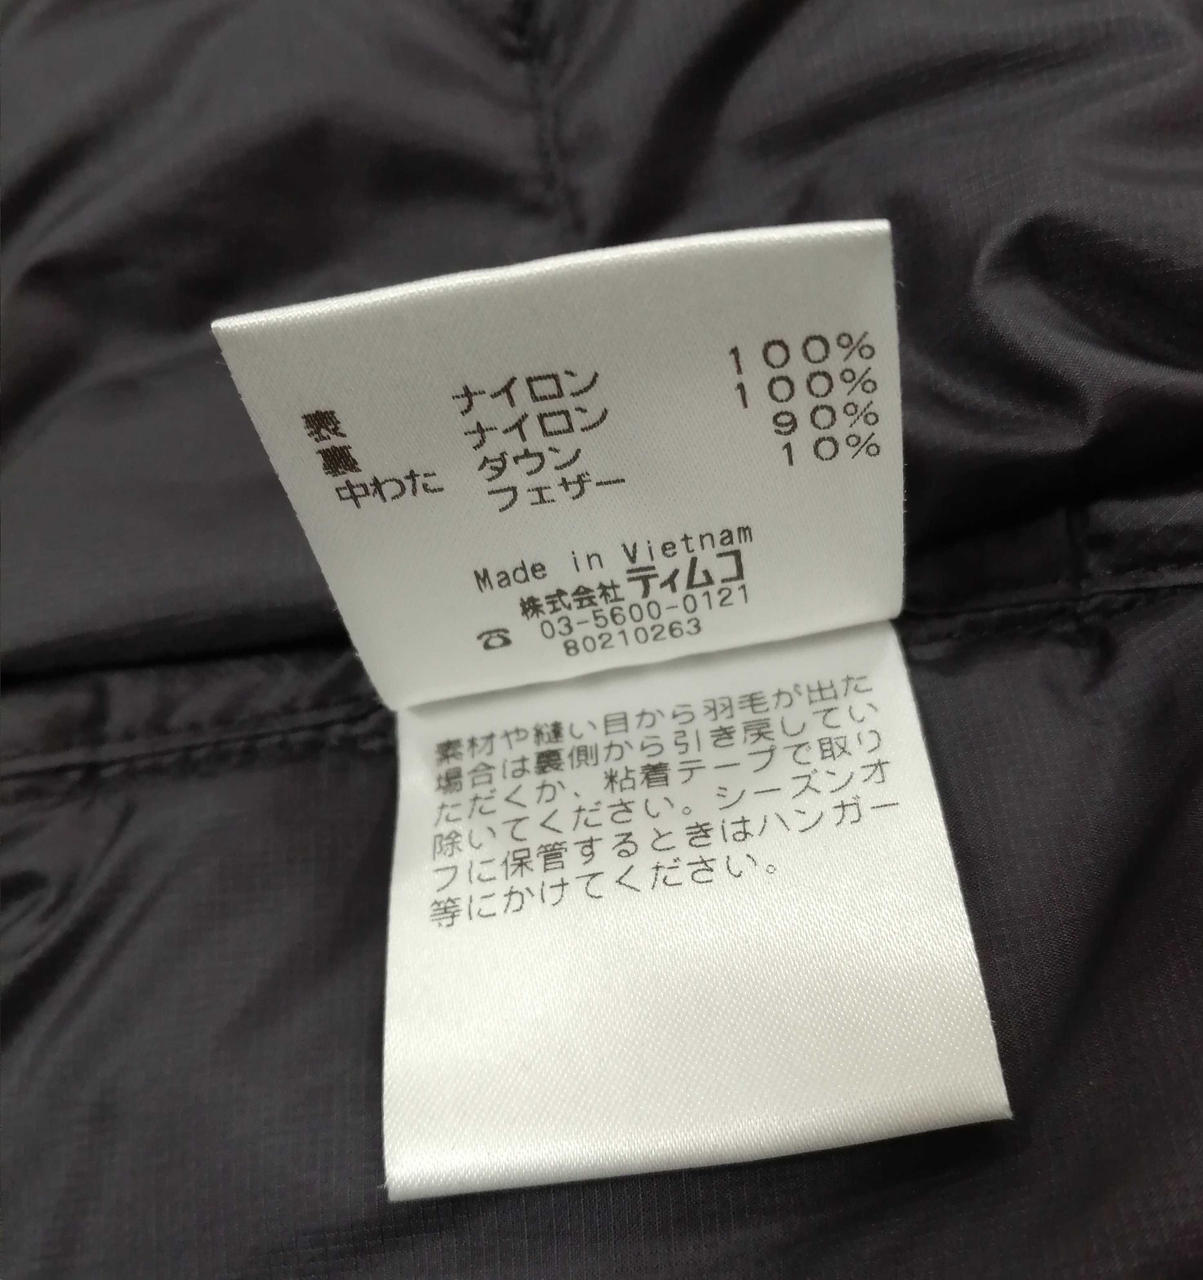 表 ナイロン 100%
裏 ナイロン 100%
中わた ダウン 90%
フェザー 10%
Made in Vietnam
株式会社 ティムコ
☎ 03-5600-0121
80210263
素材や縫い目から羽毛が出た
場合は裏側から引き戻してい
ただくか、粘着テープで取り
除いてください。シーズンオ
フに保管するときはハンガー
等にかけてください。